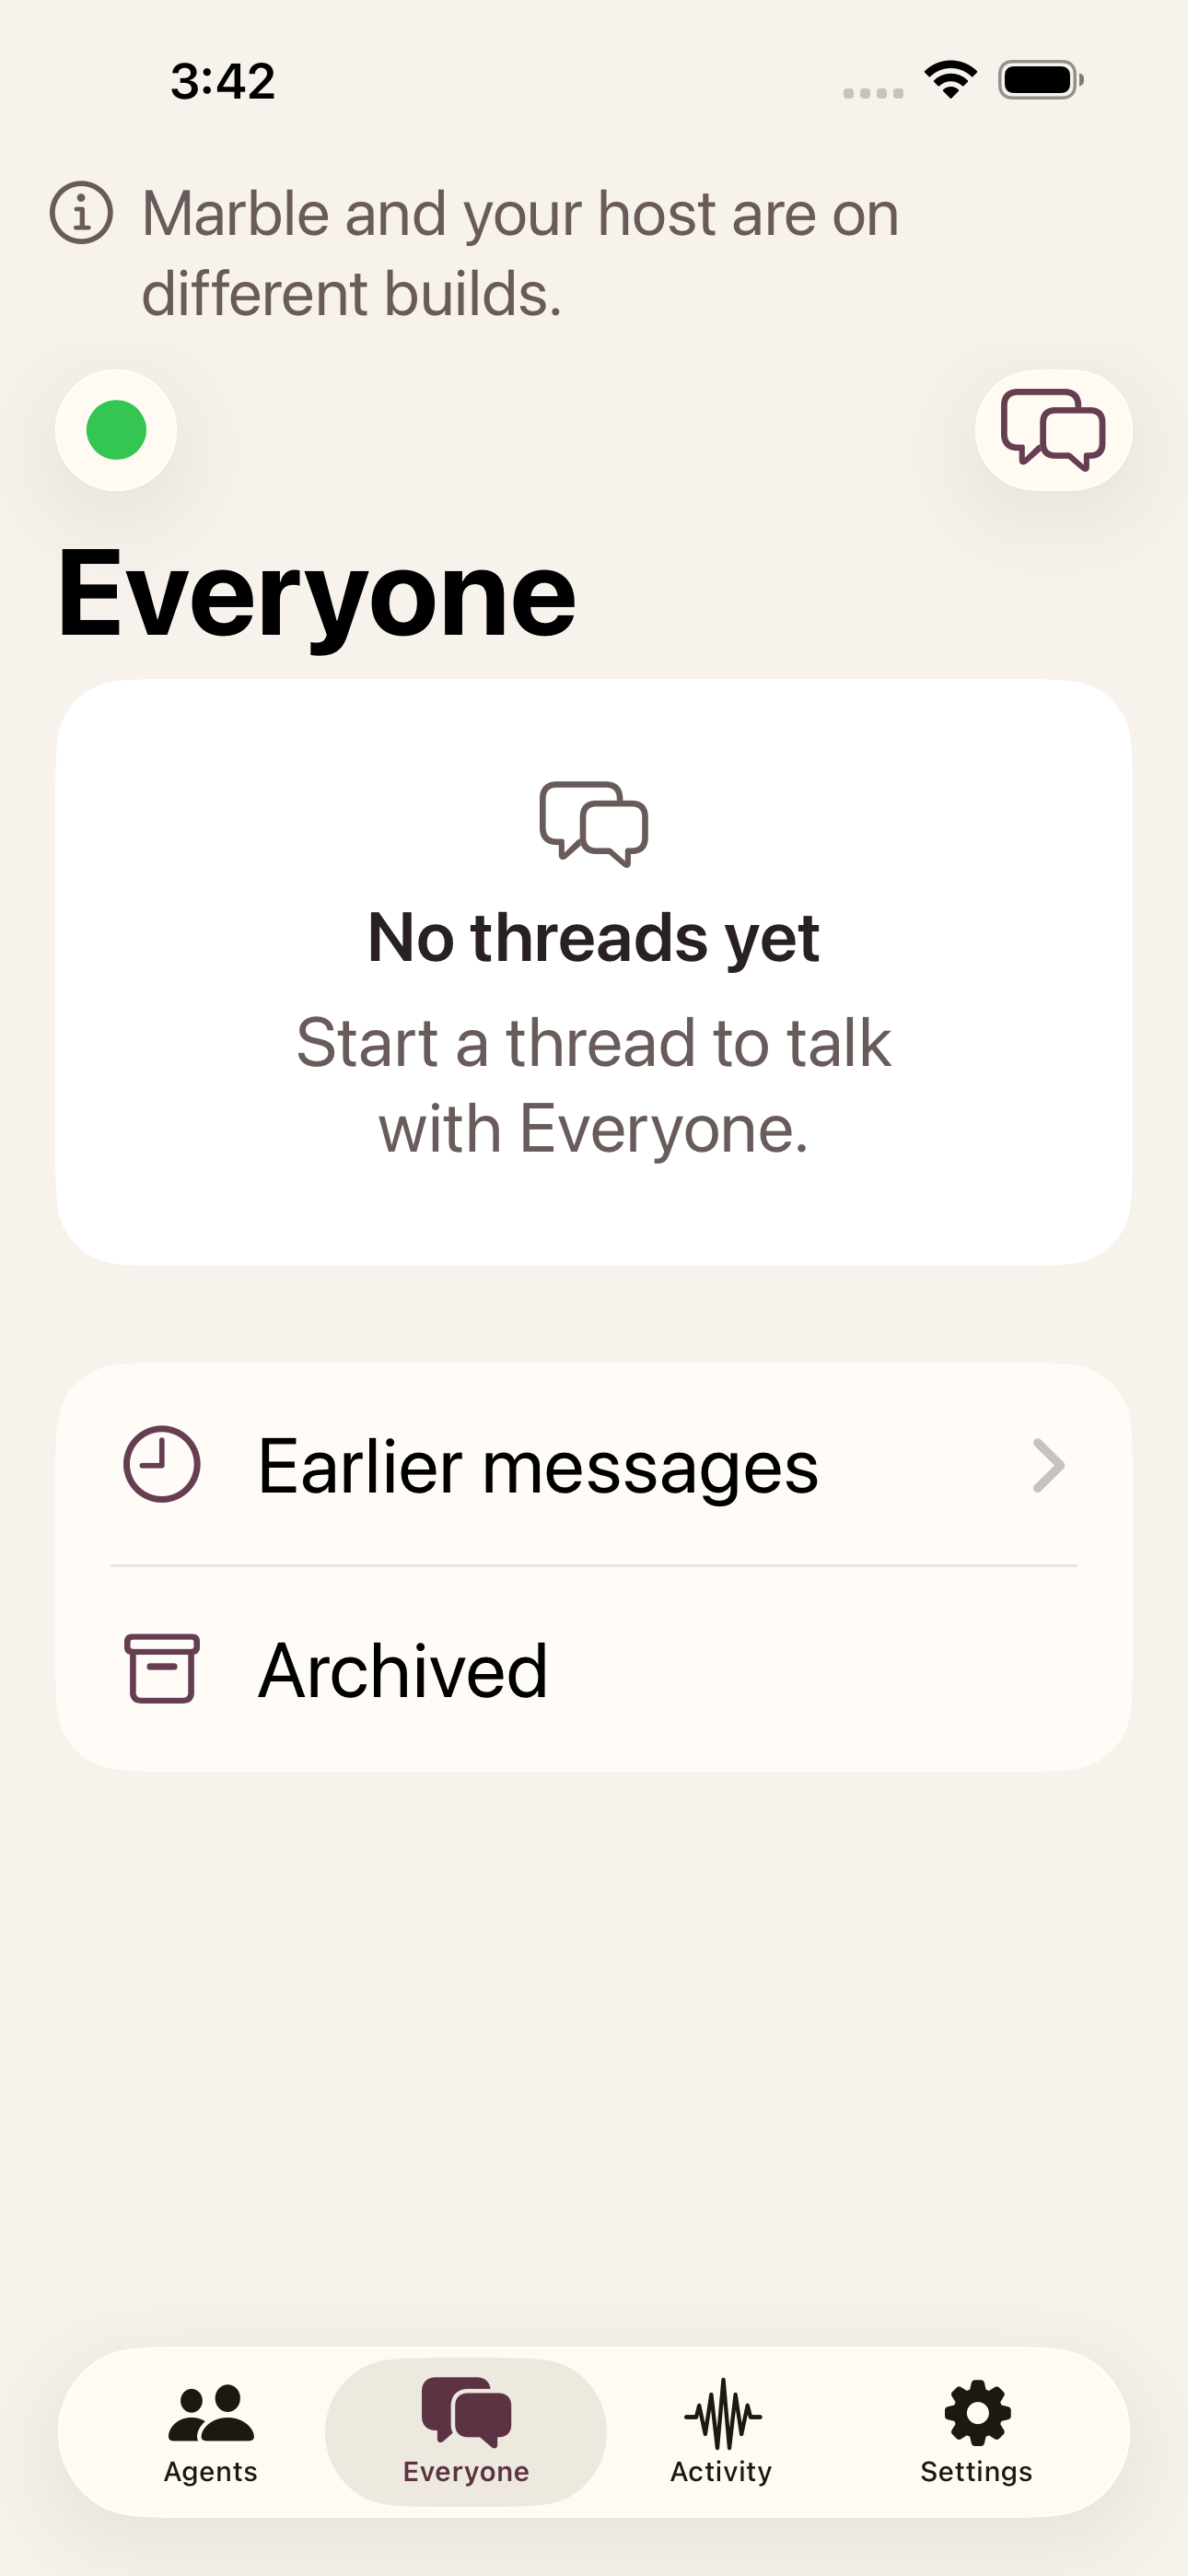 3:42
Marble and your host are on
different builds.
Everyone
No threads yet
Start a thread to talk
with Everyone.
Earlier messages
Archived
Agents
Everyone
Activity
Settings